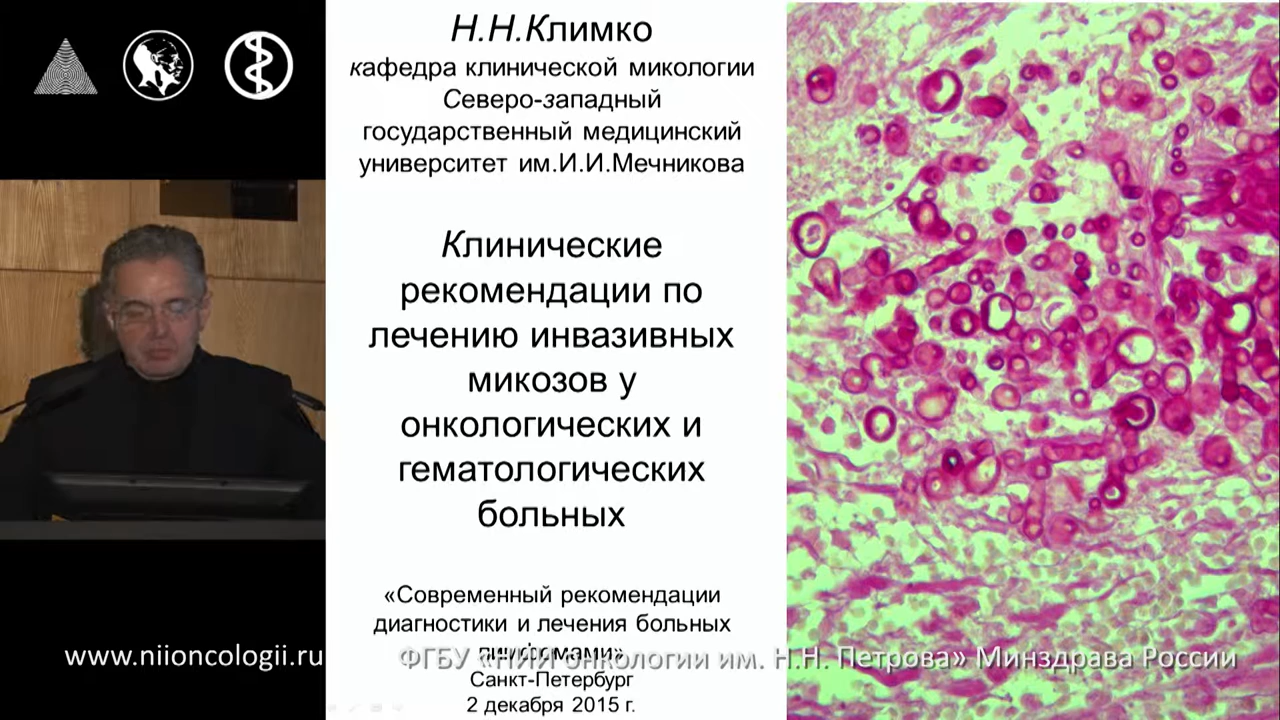 Н.Н.Климко
кафедра клинической микологии
Северо-западный
государственный медицинский
университет им.И.И.Мечникова
Клинические
рекомендации по
лечению инвазивных
микозов у
онкологических и
гематологических
больных
«Современный рекомендации
диагностики и лечения больных
лимфомами»
Санкт-Петербург
2 декабря 2015 г.
www.niioncologii.ru
ФГБУ «НИИ онкологии им. Н.Н. Петрова» Минздрава России